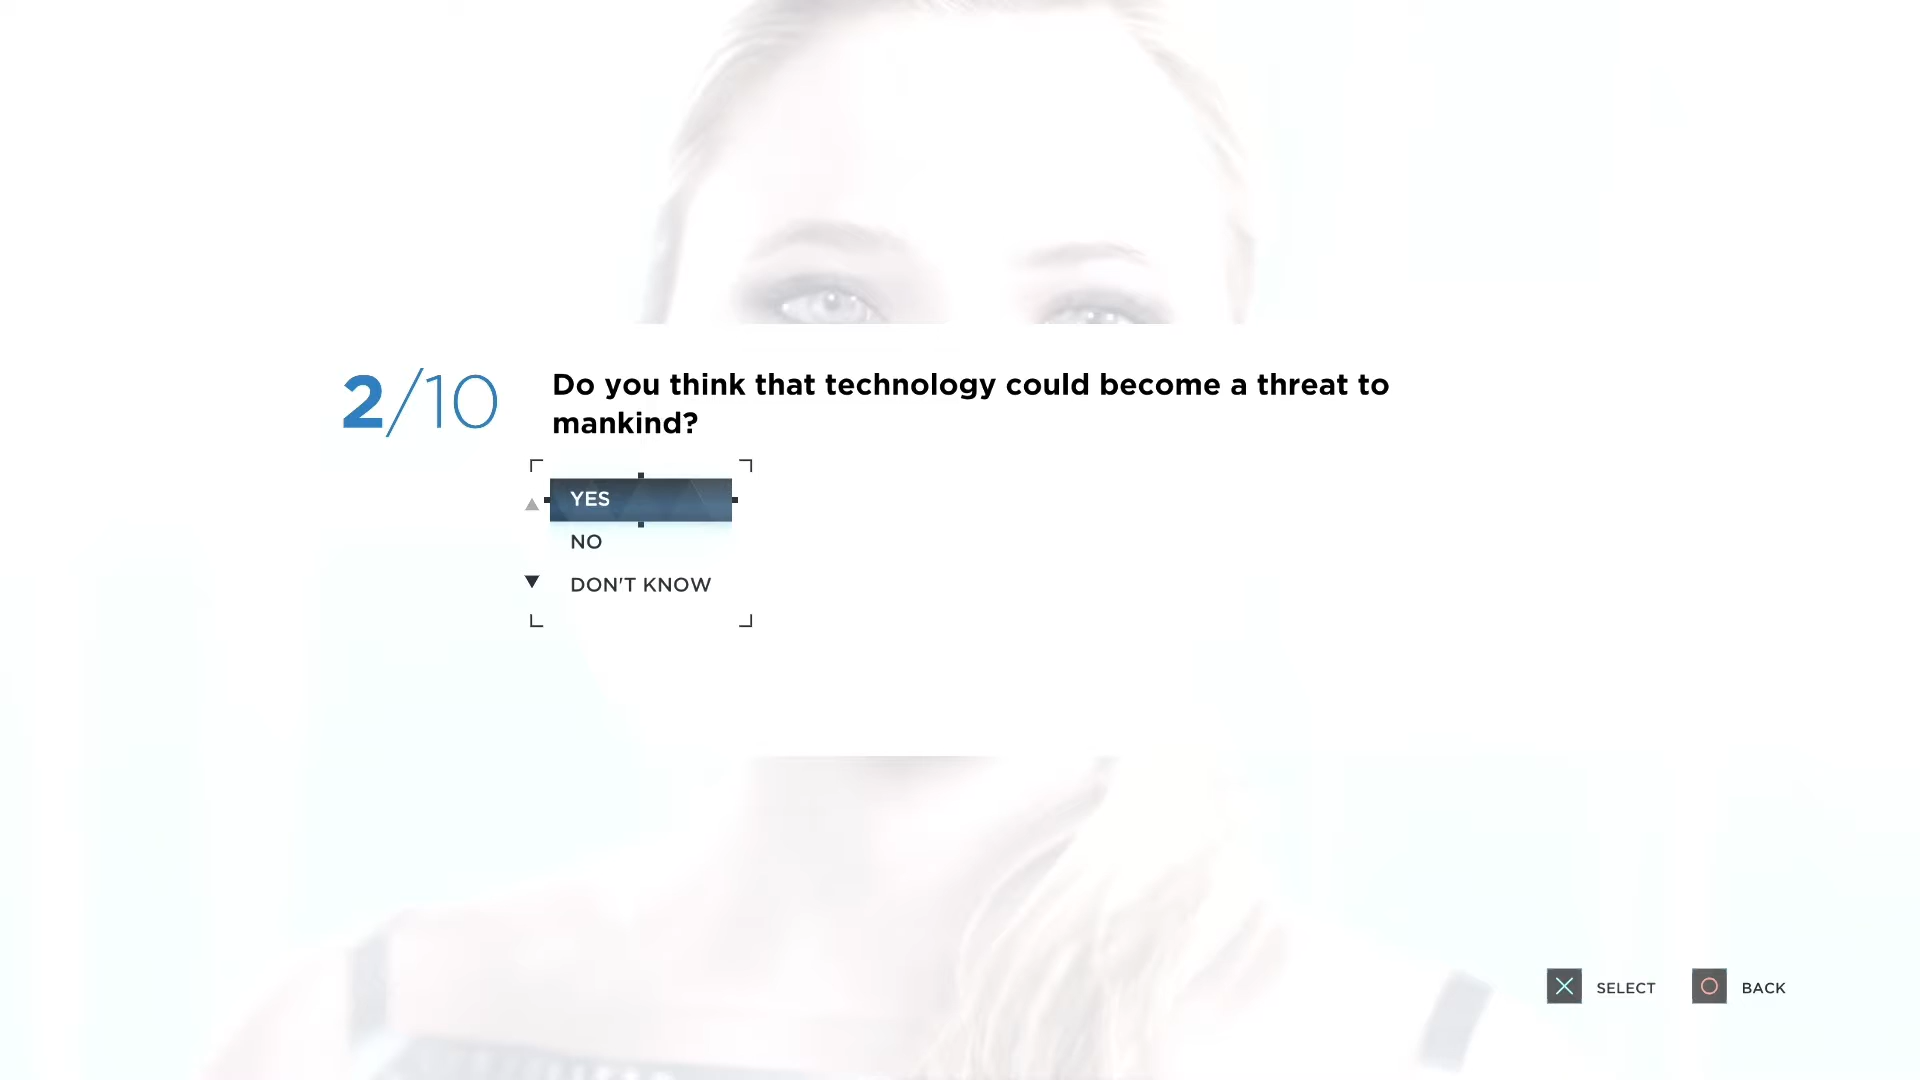 2/10
Do you think that technology could become a threat to
mankind?
YES
NO
DON'T KNOW
SELECT
BACK